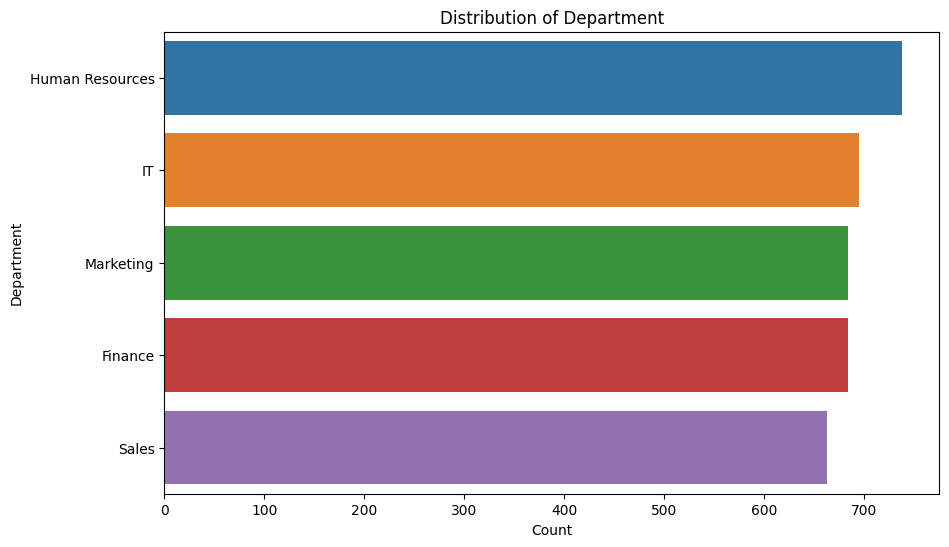 Distribution of Department
Human Resources
IT
Marketing
Finance
Sales
Department
0 100 200 300 400 500 600 700
Count